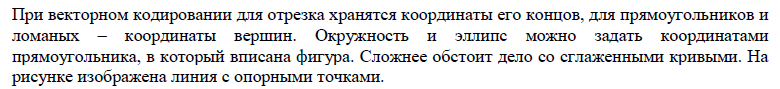 При векторном кодировании для отрезка хранятся координаты его концов, для прямоугольников и
ломаных – координаты вершин. Окружность и эллипс можно задать координатами
прямоугольника, в который вписана фигура. Сложнее обстоит дело со сглаженными кривыми. На
рисунке изображена линия с опорными точками.